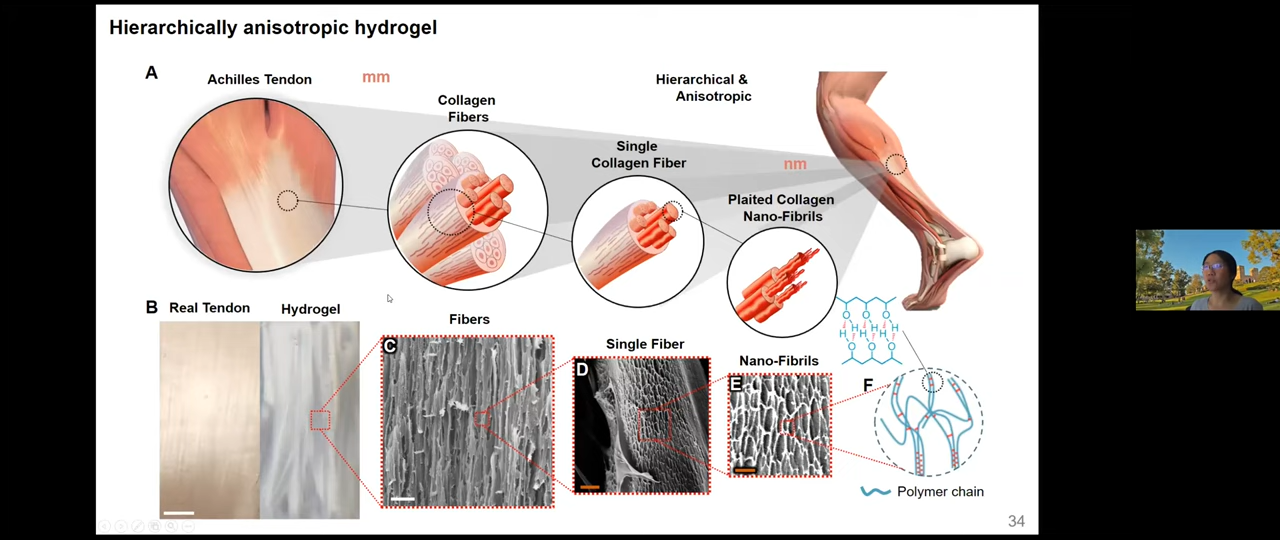 Hierarchically anisotropic hydrogel
A
Achilles Tendon
mm
Collagen
Fibers
Hierarchical &
Anisotropic
Single
Collagen Fiber
nm
Plaited Collagen
Nano-Fibrils
B
Real Tendon
Hydrogel
Fibers
Single Fiber
Nano-Fibrils
C
D
E
F
O O O
H H H
H H H
O O O
Polymer chain
34